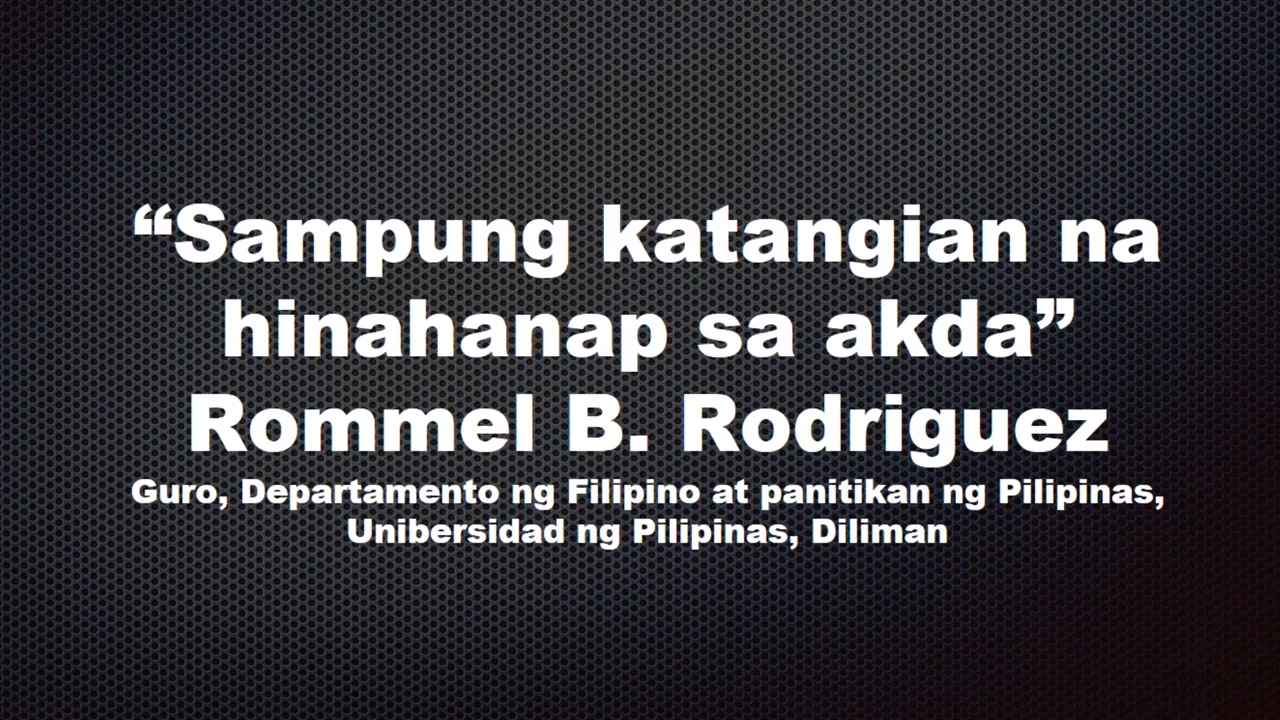 “Sampung katangian na
hinahanap sa akda”
Rommel B. Rodriguez
Guro, Departamento ng Filipino at panitikan ng Pilipinas,
Unibersidad ng Pilipinas, Diliman